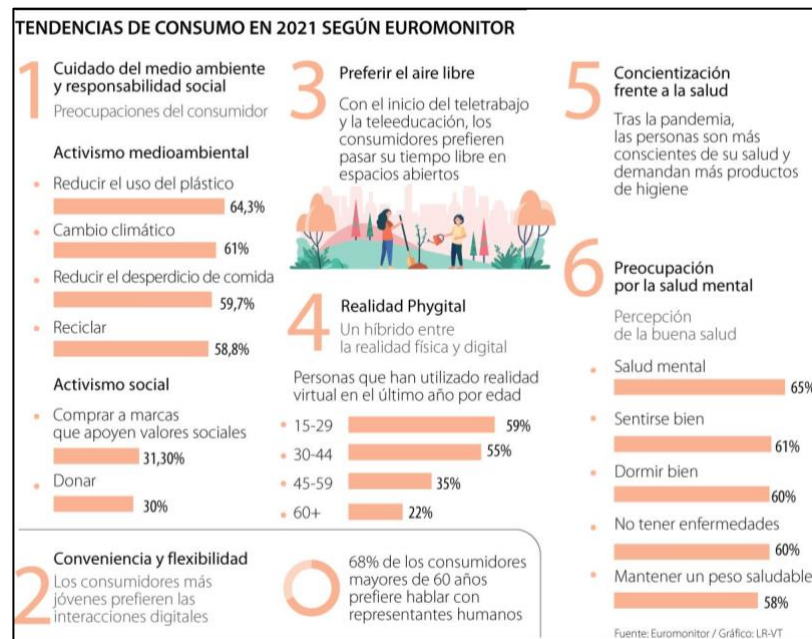 TENDENCIAS DE CONSUMO EN 2021 SEGÚN EUROMONITOR
1
Cuidado del medio ambiente
y responsabilidad social
Preocupaciones del consumidor
Activismo medioambiental
• Reducir el uso del plástico
64,3%
• Cambio climático
61%
• Reducir el desperdicio de comida
59,7%
• Reciclar
58,8%
Activismo social
• Comprar a marcas
que apoyen valores sociales
31,30%
• Donar
30%
2
Conveniencia y flexibilidad
Los consumidores más
jóvenes prefieren las
interacciones digitales
68% de los consumidores
mayores de 60 años
prefiere hablar con
representantes humanos
3
Preferir el aire libre
Con el inicio del teletrabajo
y la teleeducación, los
consumidores prefieren
pasar su tiempo libre en
espacios abiertos
4
Realidad Phygital
Un híbrido entre
la realidad física y digital
Personas que han utilizado realidad
virtual en el último año por edad
• 15-29 59%
• 30-44 55%
• 45-59 35%
• 60+ 22%
5
Concientización
frente a la salud
Tras la pandemia,
las personas son más
conscientes de su salud y
demandan más productos
de higiene
6
Preocupación
por la salud mental
Percepción
de la buena salud
• Salud mental
65%
• Sentirse bien
61%
• Dormir bien
60%
• No tener enfermedades
60%
• Mantener un peso saludable
58%
Fuente: Euromonitor / Gráfico: LR-VT